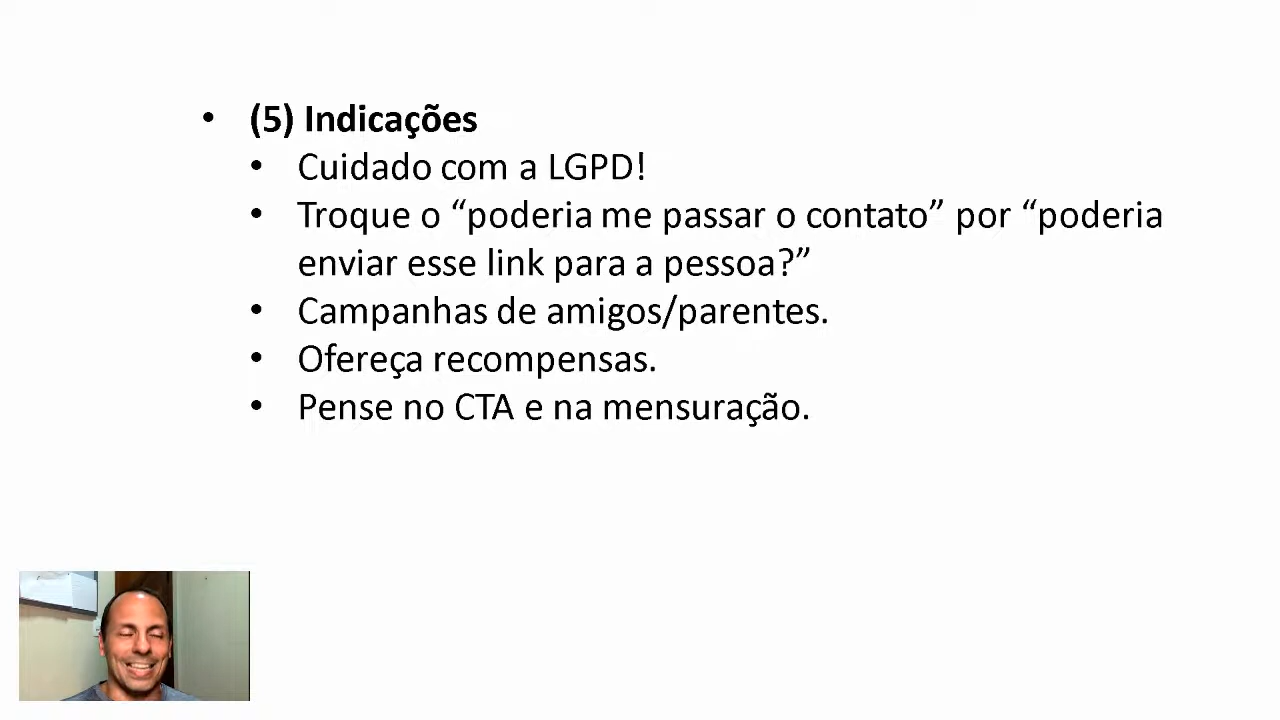 • (5) Indicações
• Cuidado com a LGPD!
• Troque o “poderia me passar o contato” por “poderia
enviar esse link para a pessoa?”
• Campanhas de amigos/parentes.
• Ofereça recompensas.
• Pense no CTA e na mensuração.